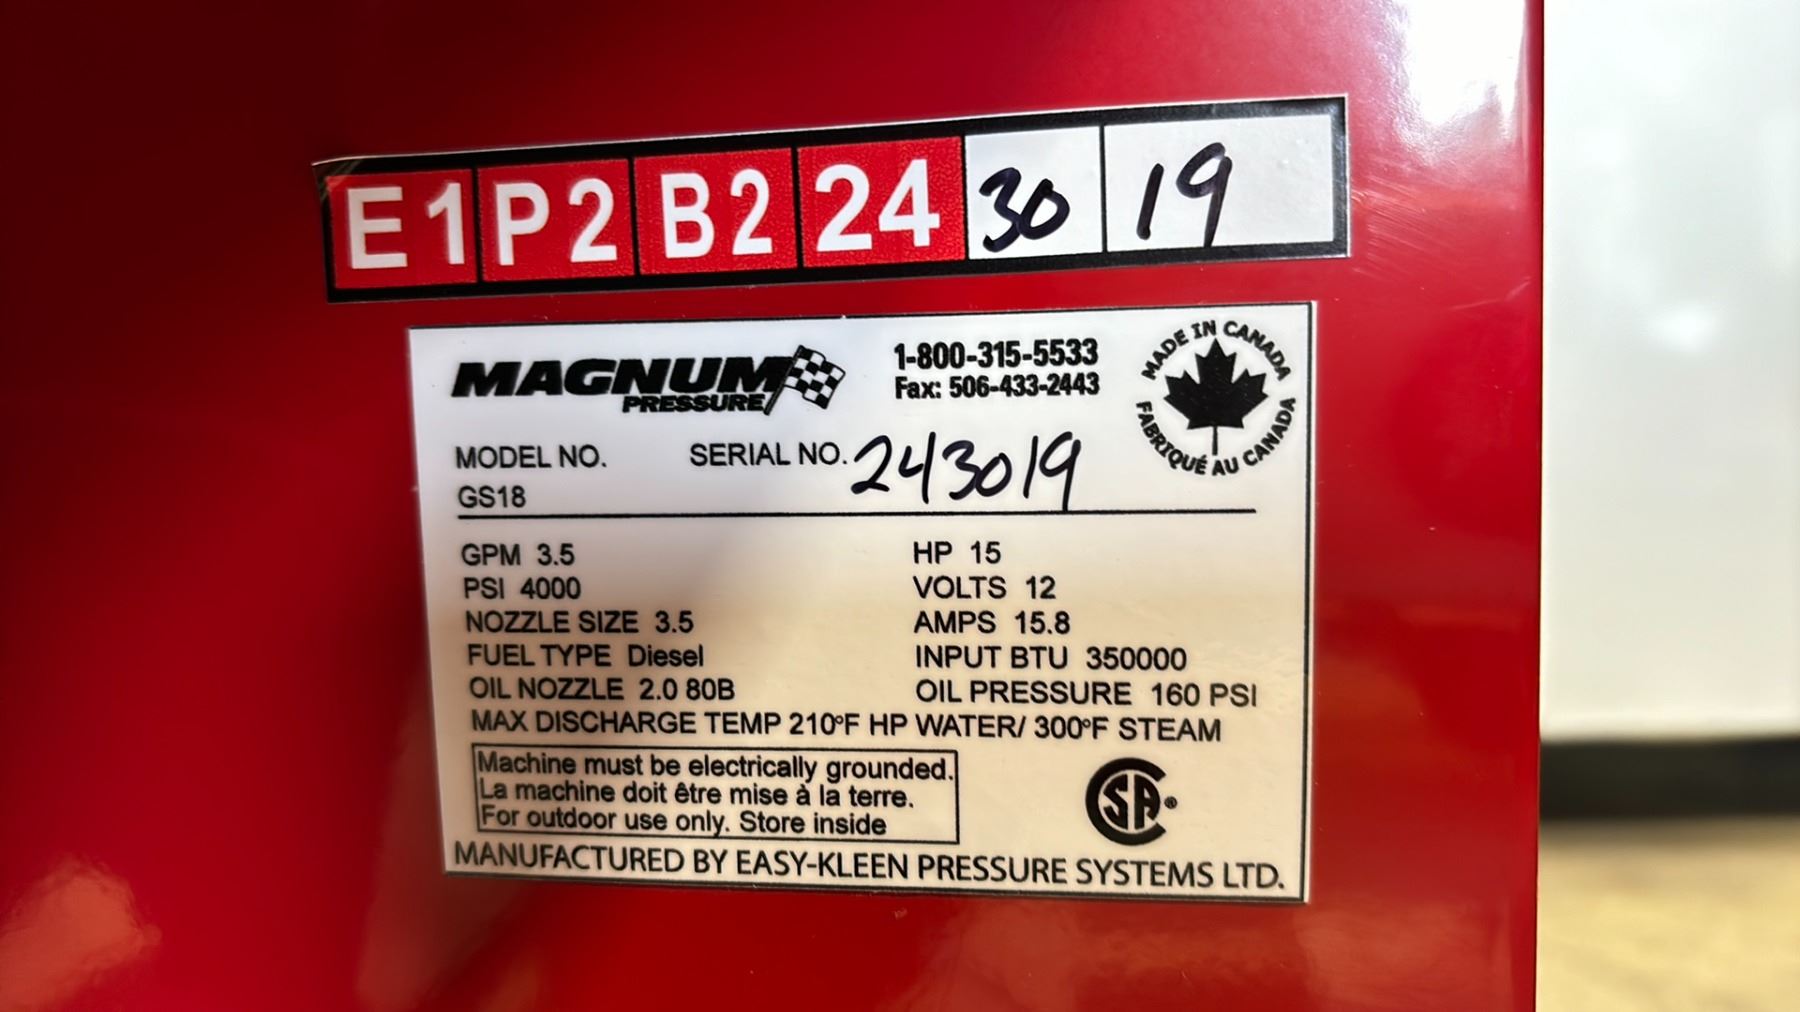 E1 P2 B2 24 30 19
MAGNUM
PRESSURE
1-800-315-5533
Fax: 506-433-2443
MADE IN CANADA
FABRIQUÉ AU CANADA
MODEL NO.
GS18
SERIAL NO. 243019
GPM 3.5
PSI 4000
NOZZLE SIZE 3.5
FUEL TYPE Diesel
OIL NOZZLE 2.0 80B
HP 15
VOLTS 12
AMPS 15.8
INPUT BTU 350000
OIL PRESSURE 160 PSI
MAX DISCHARGE TEMP 210°F HP WATER/ 300°F STEAM
Machine must be electrically grounded.
La machine doit être mise à la terre.
For outdoor use only. Store inside
CSA®
MANUFACTURED BY EASY-KLEEN PRESSURE SYSTEMS LTD.